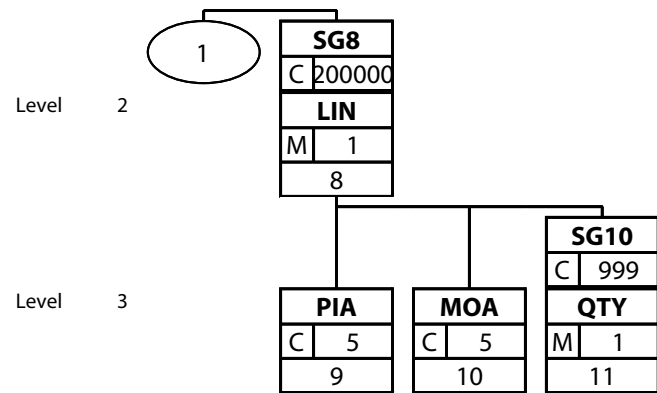 1
SG8
C 200000
Level 2
LIN
M 1
8
SG10
C 999
Level 3
PIA MOA QTY
C 5 C 5 M 1
9 10 11